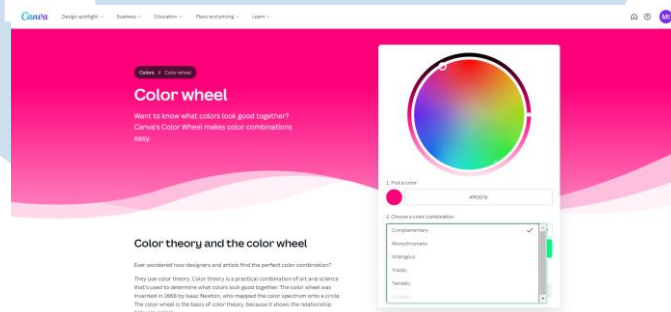 Canva Design spotlight Business Education Plans and pricing Learn
MI
Colors Color wheel
Color wheel
Want to know what colors look good together?
Canva's Color Wheel makes color combinations
easy.
1. Pick a color
2. Choose a color combination
Complementary
Monochromatic
Analogous
Triadic
Tetradic
Color theory and the color wheel
Ever wondered how designers and artists find the perfect color combination?
They use color theory. Color theory is a practical combination of art and science
that's used to determine what colors look good together. The color wheel was
invented in 1666 by Isaac Newton, who mapped the color spectrum onto a circle.
The color wheel is the basis of color theory, because it shows the relationship
between colors.